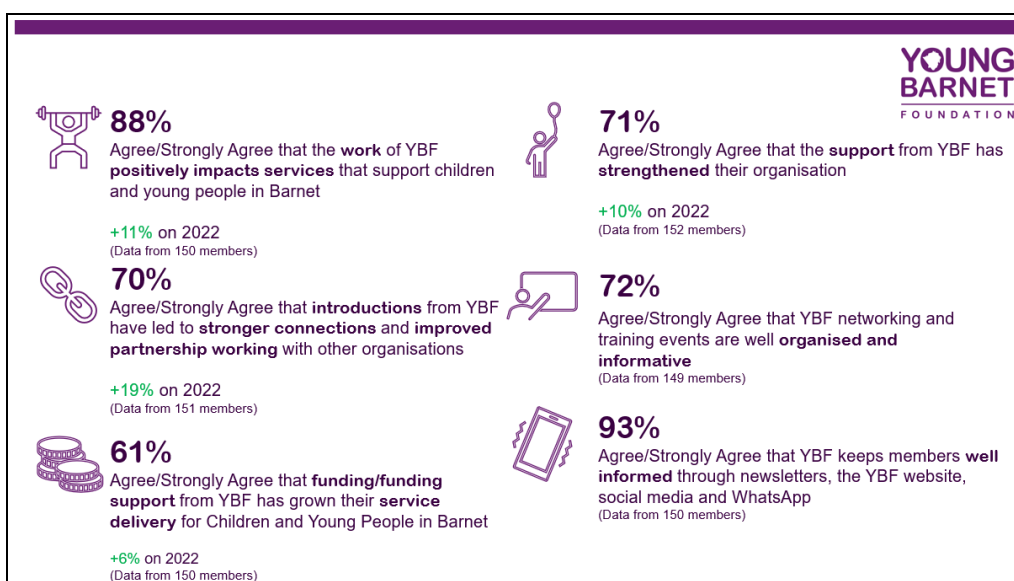 YOUNG
BARNET
FOUNDATION
88%
Agree/Strongly Agree that the work of YBF
positively impacts services that support children
and young people in Barnet
+11% on 2022
(Data from 150 members)
70%
Agree/Strongly Agree that introductions from YBF
have led to stronger connections and improved
partnership working with other organisations
+19% on 2022
(Data from 151 members)
61%
Agree/Strongly Agree that funding/funding
support from YBF has grown their service
delivery for Children and Young People in Barnet
+6% on 2022
(Data from 150 members)
71%
Agree/Strongly Agree that the support from YBF has
strengthened their organisation
+10% on 2022
(Data from 152 members)
72%
Agree/Strongly Agree that YBF networking and
training events are well organised and
informative
(Data from 149 members)
93%
Agree/Strongly Agree that YBF keeps members well
informed through newsletters, the YBF website,
social media and WhatsApp
(Data from 150 members)